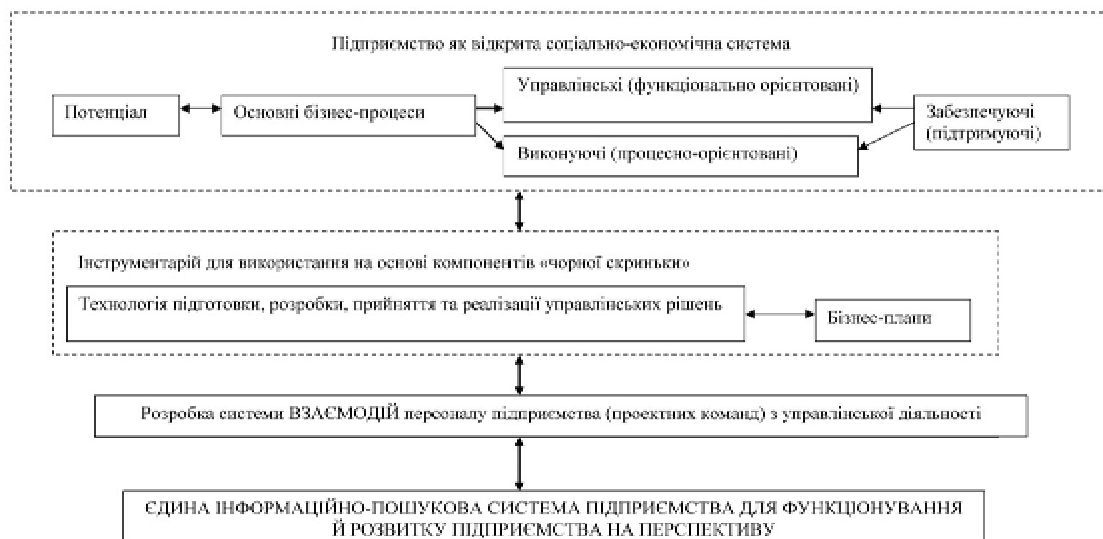 Підприємство як відкрита соціально-економічна система
Управлінські (функціонально орієнтовані)
Потенціал
Основні бізнес-процеси
Забезпечуючі
(підтримуючі)
Виконуючі (процесно-орієнтовані)
Інструментарій для використання на основі компонентів «чорної скриньки»
Технологія підготовки, розробки, прийняття та реалізації управлінських рішень
Бізнес-плани
Розробка системи ВЗАЄМОДІЙ персоналу підприємства (проектних команд) з управлінської діяльності
ЄДИНА ІНФОРМАЦІЙНО-ПОШУКОВА СИСТЕМА ПІДПРИЄМСТВА ДЛЯ ФУНКЦІОНУВАННЯ
Й РОЗВИТКУ ПІДПРИЄМСТВА НА ПЕРСПЕКТИВУ